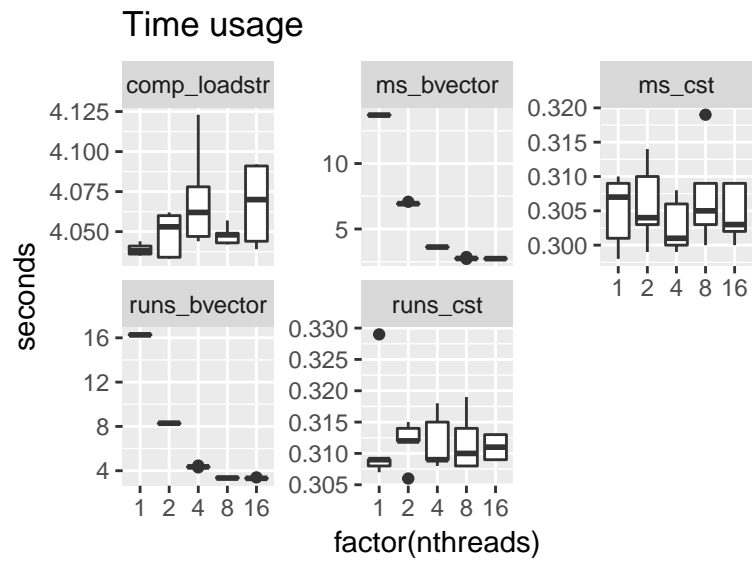 Time usage
comp_loadstr
ms_bvector
ms_cst
4.125
4.100
4.075
4.050
10
5
0.320
0.315
0.310
0.305
0.300
1 2 4 8 16
runs_bvector
runs_cst
16
12
8
4
0.330
0.325
0.320
0.315
0.310
0.305
1 2 4 8 16
1 2 4 8 16
seconds
factor(nthreads)